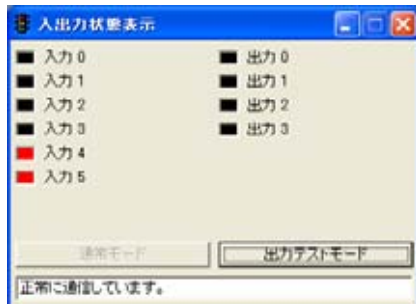 入出力状態表示
入力 0
入力 1
入力 2
入力 3
入力 4
入力 5
出力 0
出力 1
出力 2
出力 3
通常モード
出力テストモード
正常に通信しています。